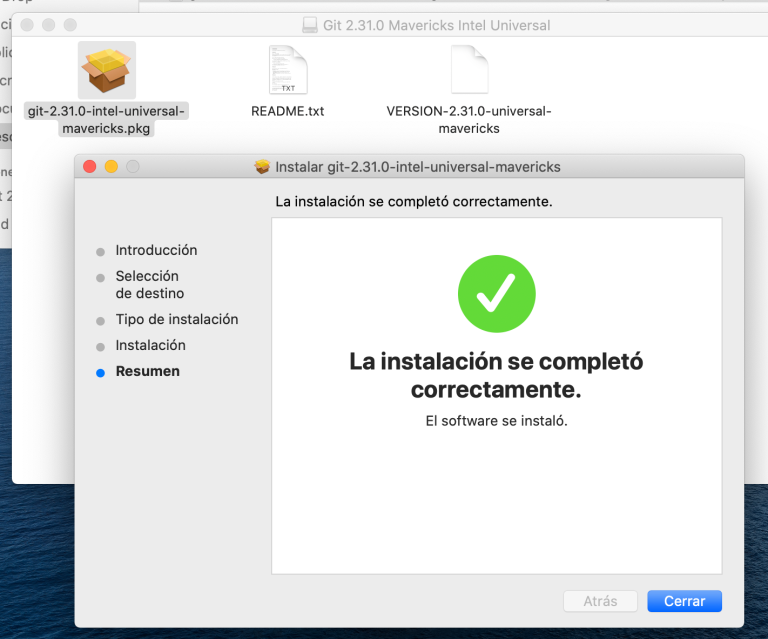 Git 2.31.0 Mavericks Intel Universal
git-2.31.0-intel-universal-
mavericks.pkg
TXT
README.txt
VERSION-2.31.0-universal-
mavericks
Instalar git-2.31.0-intel-universal-mavericks
La instalación se completó correctamente.
Introducción
Selección
de destino
Tipo de instalación
Instalación
Resumen
La instalación se completó
correctamente.
El software se instaló.
Atrás
Cerrar